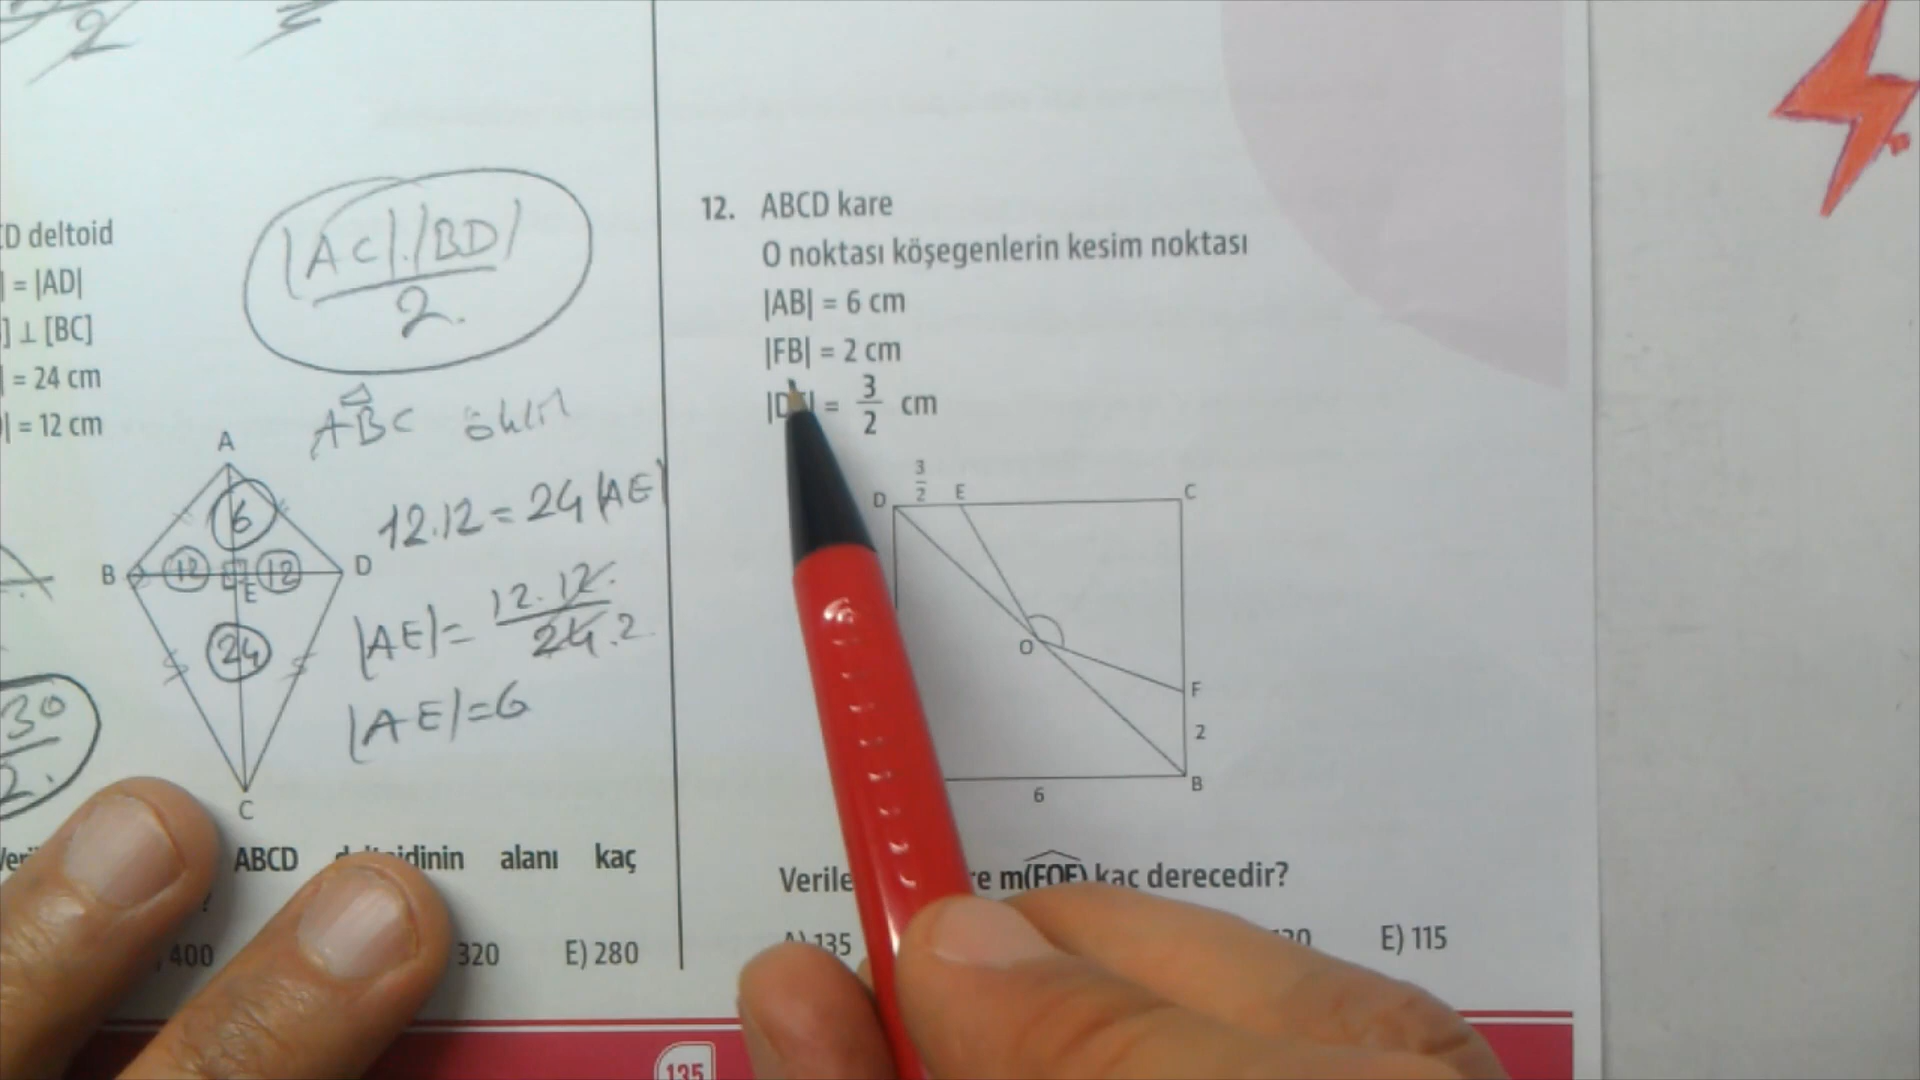 2
CD deltoid
| = |AD|
] ⊥ [BC]
| = 24 cm
| = 12 cm
|AC|.|BD|
2.
ABC öklit
A
B
D
E
C
6
12
12
24
12.12 = 24|AE|
|AE| = 12.12
24.2
|AE| = 6
30
2.
ABCD alanı kaç
?
400
320
E) 280
12. ABCD kare
O noktası köşegenlerin kesim noktası
|AB| = 6 cm
|FB| = 2 cm
= 3/2 cm
3/2
D
E
C
O
F
2
B
6
kaç derecedir?
135
E) 115
135